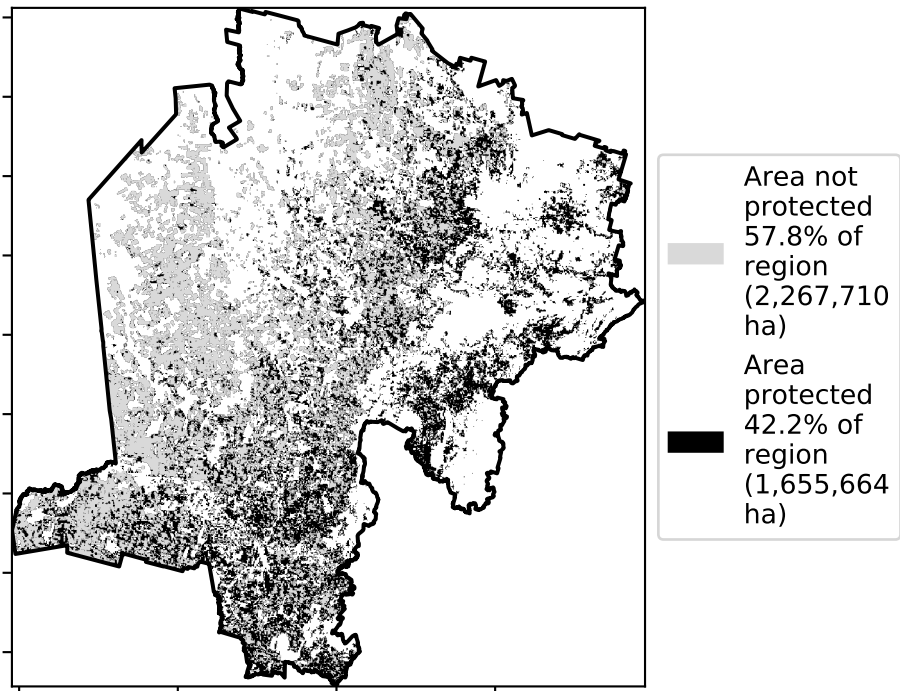 Area not
protected
57.8% of
region
(2,267,710
ha)
Area
protected
42.2% of
region
(1,655,664
ha)